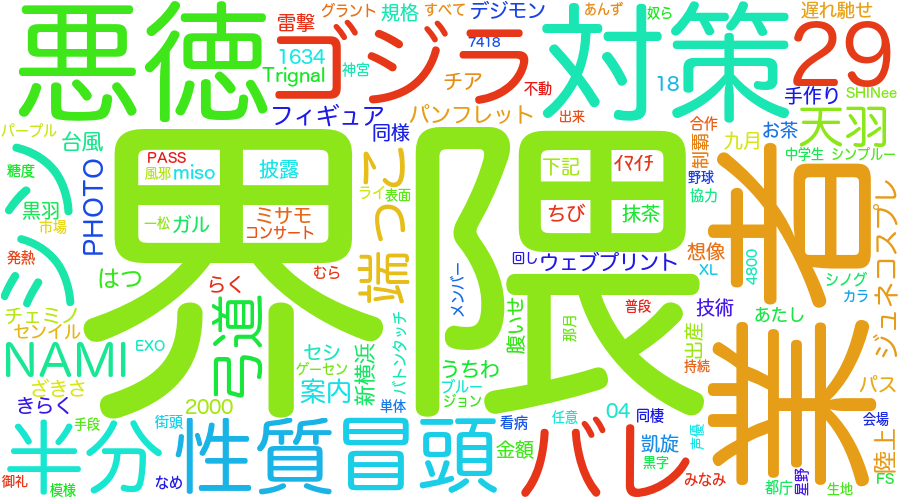 悪徳
ゴジラ
対策
29
雷撃
グラント
規格
すべて
デジモン
あんず
奴ら
遅れ馳せ
1634
Trignal
神宮
チア
7418
不動
18
手作り
SHINee
フィギュア
同様
パンフレット
出来
合作
お茶
天羽
パープル
台風
糖度
PASS
風邪
miso
披露
下記
ｲﾏｲﾁ
制覇
九月
中学生
シンプルー
シン
PHOTO
黒羽
市場
一松
ガル
ミサモ
コンサート
ライ
表面
端っこ
ちび
抹茶
野球
協力
界隈
業者
発熱
はつ
らく
むら
回し
ウェブプリント
想像
XL
4800
シノグ
カラ
ジュネ
コスプレ
チェミノ
センイル
弓道
メンバー
腹いせ
那月
普段
技術
あたし
NAMI
EXO
セシ
ゲーセン
新横浜
バトンタッチ
うちわ
ブルー
ジョン
出産
持続
パス
ざきさ
きらく
手段
2000
案内
単体
街頭
看病
任意
04
同棲
会場
半分
性質
冒頭
バレ
金額
凱旋
声優
黒字
みなみ
陸上
FS
御礼
模様
なめ
都庁
星野
生地